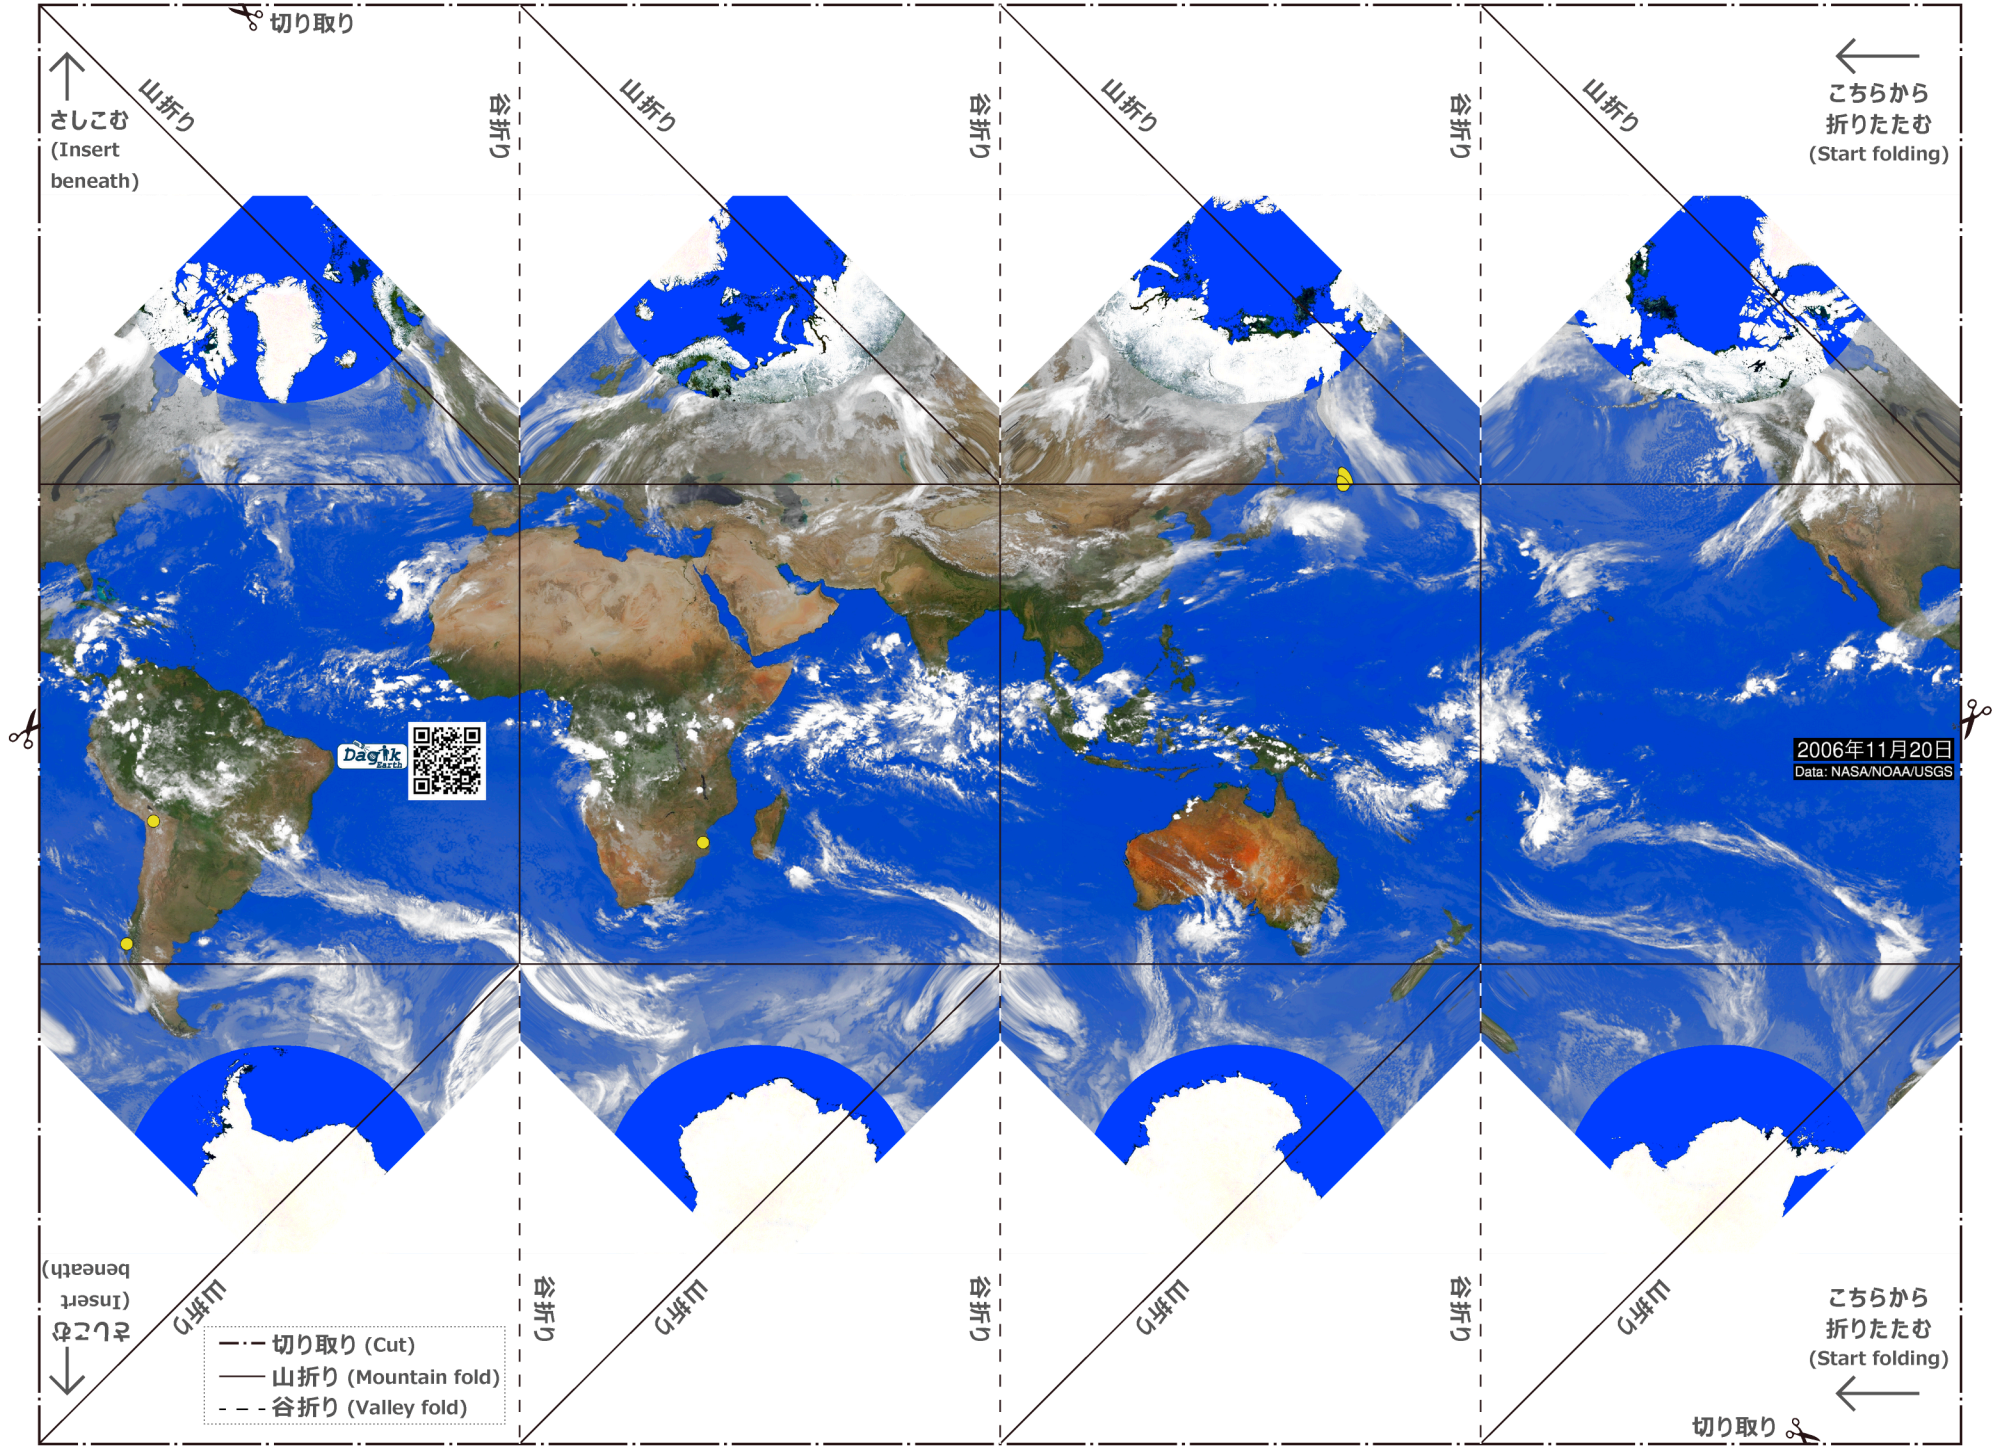 切り取り
さしこむ
(Insert
beneath)
山折り
谷折り
山折り
谷折り
山折り
谷折り
山折り
こちらから
折りたたむ
(Start folding)
Dagik
Earth
2006年11月20日
Data: NASA/NOAA/USGS
さしこむ
(Insert
beneath)
山折り
谷折り
山折り
谷折り
山折り
谷折り
山折り
こちらから
折りたたむ
(Start folding)
切り取り (Cut)
山折り (Mountain fold)
谷折り (Valley fold)
切り取り